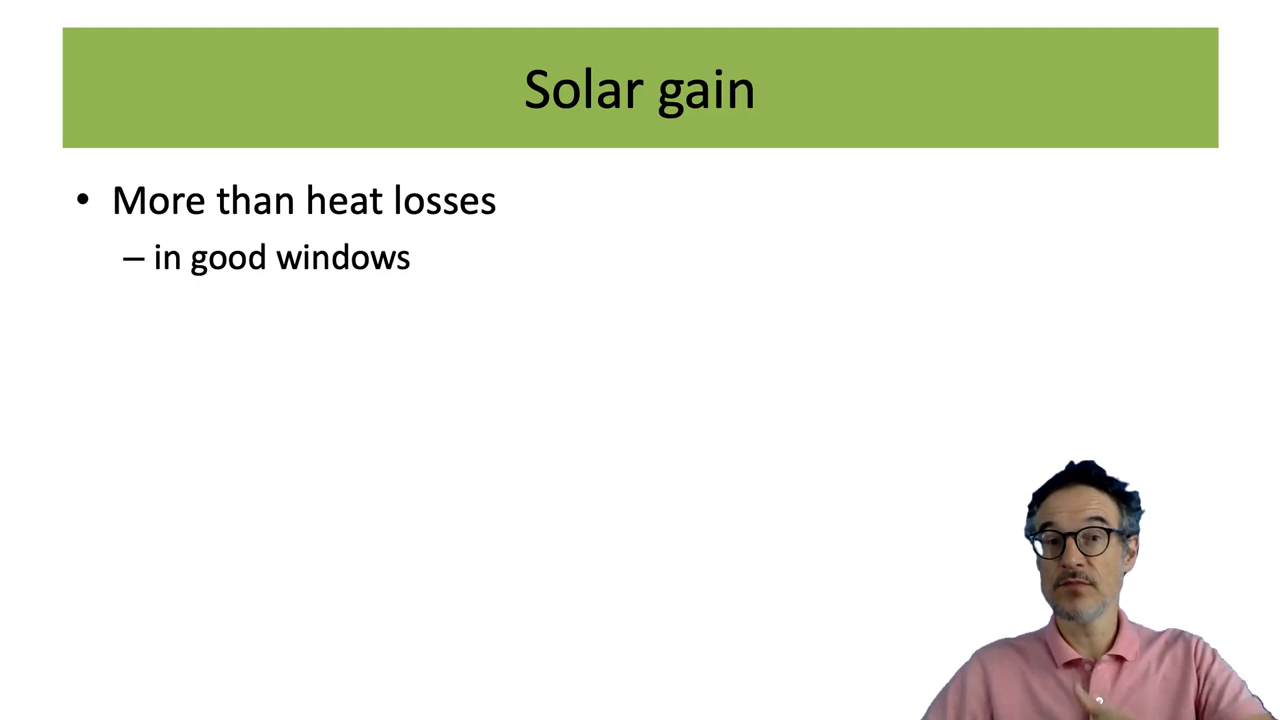 Solar gain
• More than heat losses
– in good windows